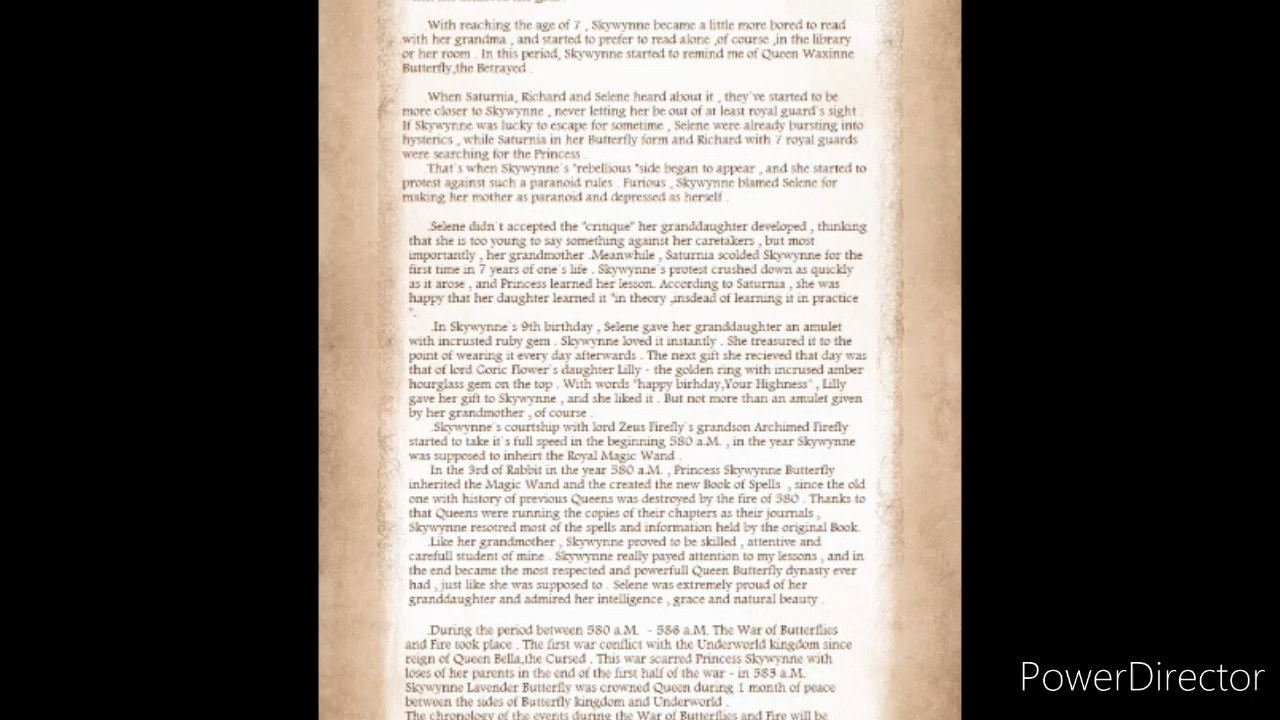 With reaching the age of 7 , Skywynne became a little more bored to read
with her grandma , and started to prefer to read alone ,of course ,in the library
or her room . In this period, Skywynne started to remind me of Queen Waxinne
Butterfly,the Betrayed .
When Saturnia, Richard and Selene heard about it , they`ve started to be
more closer to Skywynne , never letting her be out of at least royal guard`s sight .
If Skywynne was lucky to escape for sometime , Selene were already bursting into
hysterics , while Saturnia in her Butterfly form and Richard with 7 royal guards
were searching for the Princess .
That`s when Skywynne`s "rebellious "side began to appear , and she started to
protest against such a paranoid rules . Furious , Skywynne blamed Selene for
making her mother as paranoid and depressed as herself .
.Selene didn`t accepted the "critique" her granddaughter developed , thinking
that she is too young to say something against her caretakers , but most
importantly , her grandmother .Meanwhile , Saturnia scolded Skywynne for the
first time in 7 years of one`s life . Skywynne`s protest crushed down as quickly
as it arose , and Princess learned her lesson. According to Saturnia , she was
happy that her daughter learned it "in theory ,insdead of learning it in practice
".
.In Skywynne`s 9th birthday , Selene gave her granddaughter an amulet
with incrusted ruby gem . Skywynne loved it instantly . She treasured it to the
point of wearing it every day afterwards . The next gift she recieved that day was
that of lord Goric Flower`s daughter Lilly - the golden ring with incrused amber
hourglass gem on the top . With words "happy birhday,Your Highness" , Lilly
gave her gift to Skywynne , and she liked it . But not more than an amulet given
by her grandmother , of course .
.Skywynne`s courtship with lord Zeus Firefly`s grandson Archimed Firefly
started to take it`s full speed in the beginning 580 a.M. , in the year Skywynne
was supposed to inheirt the Royal Magic Wand .
In the 3rd of Rabbit in the year 580 a.M. , Princess Skywynne Butterfly
inherited the Magic Wand and the created the new Book of Spells , since the old
one with history of previous Queens was destroyed by the fire of 580 . Thanks to
that Queens were running the copies of their chapters as their journals ,
Skywynne resotred most of the spells and information held by the original Book.
.Like her grandmother , Skywynne proved to be skilled , attentive and
carefull student of mine . Skywynne really payed attention to my lessons , and in
the end became the most respected and powerfull Queen Butterfly dynasty ever
had , just like she was supposed to . Selene was extremely proud of her
granddaughter and admired her intelligence , grace and natural beauty .
.During the period between 580 a.M. - 586 a.M. The War of Butterflies
and Fire took place . The first war conflict with the Underworld kingdom since
reign of Queen Bella,the Cursed . This war scarred Princess Skywynne with
loses of her parents in the end of the first half of the war - in 583 a.M.
Skywynne Lavender Butterfly was crowned Queen during 1 month of peace
between the sides of Butterfly kingdom and Underworld .
The chronology of the events during the War of Butterflies and Fire will be
PowerDirector